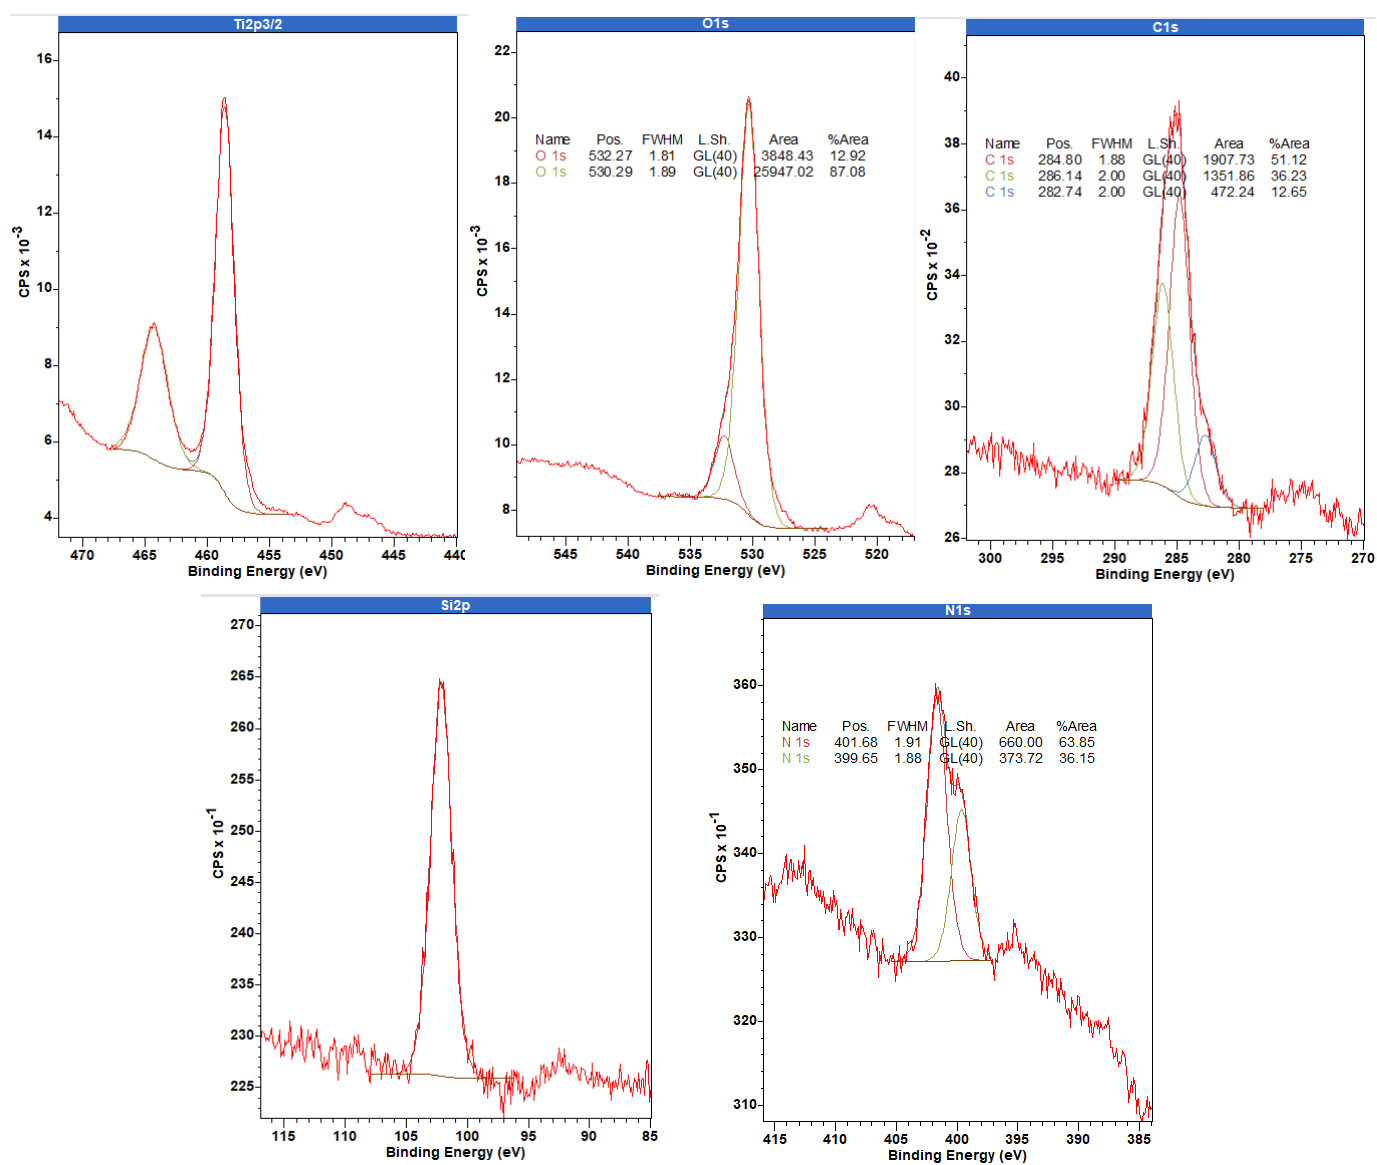 Ti2p3/2
16
14
12
10
8
6
4
CPS x 10-3
470 465 460 455 450 445 440
Binding Energy (eV)
O1s
22
20
18
16
14
12
10
8
CPS x 10-3
Name Pos. FWHM L.Sh. Area %Area
O 1s 532.27 1.81 GL(40) 3848.43 12.92
O 1s 530.29 1.89 GL(40) 25947.02 87.08
545 540 535 530 525 520
Binding Energy (eV)
C1s
40
38
36
34
32
30
28
26
CPS x 10-2
Name Pos. FWHM L.Sh. Area %Area
C 1s 284.80 1.88 GL(40) 1907.73 51.12
C 1s 286.14 2.00 GL(40) 1351.86 36.23
C 1s 282.74 2.00 GL(40) 472.24 12.65
300 295 290 285 280 275 270
Binding Energy (eV)
Si2p
270
265
260
255
250
245
240
235
230
225
CPS x 10-1
115 110 105 100 95 90 85
Binding Energy (eV)
N1s
360
350
340
330
320
310
CPS x 10-1
Name Pos. FWHM L.Sh. Area %Area
N 1s 401.68 1.91 GL(40) 660.00 63.85
N 1s 399.65 1.88 GL(40) 373.72 36.15
415 410 405 400 395 390 385
Binding Energy (eV)